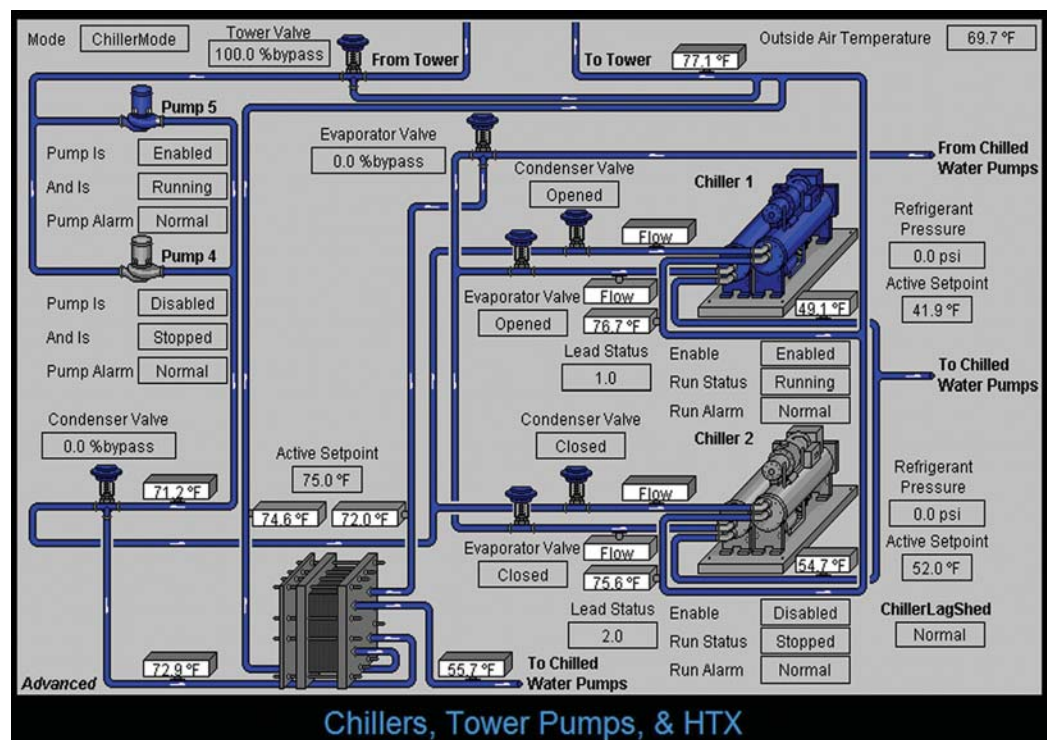 Mode ChillerMode
Tower Valve
100.0 %bypass
From Tower
To Tower
77.1 °F
Outside Air Temperature 69.7 °F
Pump 5
Pump Is Enabled
And Is Running
Pump Alarm Normal
Pump 4
Pump Is Disabled
And Is Stopped
Pump Alarm Normal
Evaporator Valve
0.0 %bypass
Condenser Valve
Opened
From Chilled
Water Pumps
Chiller 1
Flow
Refrigerant
Pressure
0.0 psi
Active Setpoint
41.9 °F
Evaporator Valve
Opened
Flow
76.7 °F
49.1 °F
Lead Status
1.0
Enable Enabled
Run Status Running
Run Alarm Normal
To Chilled
Water Pumps
Condenser Valve
0.0 %bypass
71.2 °F
Active Setpoint
75.0 °F
74.6 °F
72.0 °F
Condenser Valve
Closed
Chiller 2
Flow
Refrigerant
Pressure
0.0 psi
Active Setpoint
52.0 °F
Evaporator Valve
Closed
Flow
75.6 °F
54.7 °F
Lead Status
2.0
Enable Disabled
Run Status Stopped
Run Alarm Normal
ChillerLagShed
Normal
72.9 °F
55.7 °F
To Chilled
Water Pumps
Advanced
Chillers, Tower Pumps, & HTX